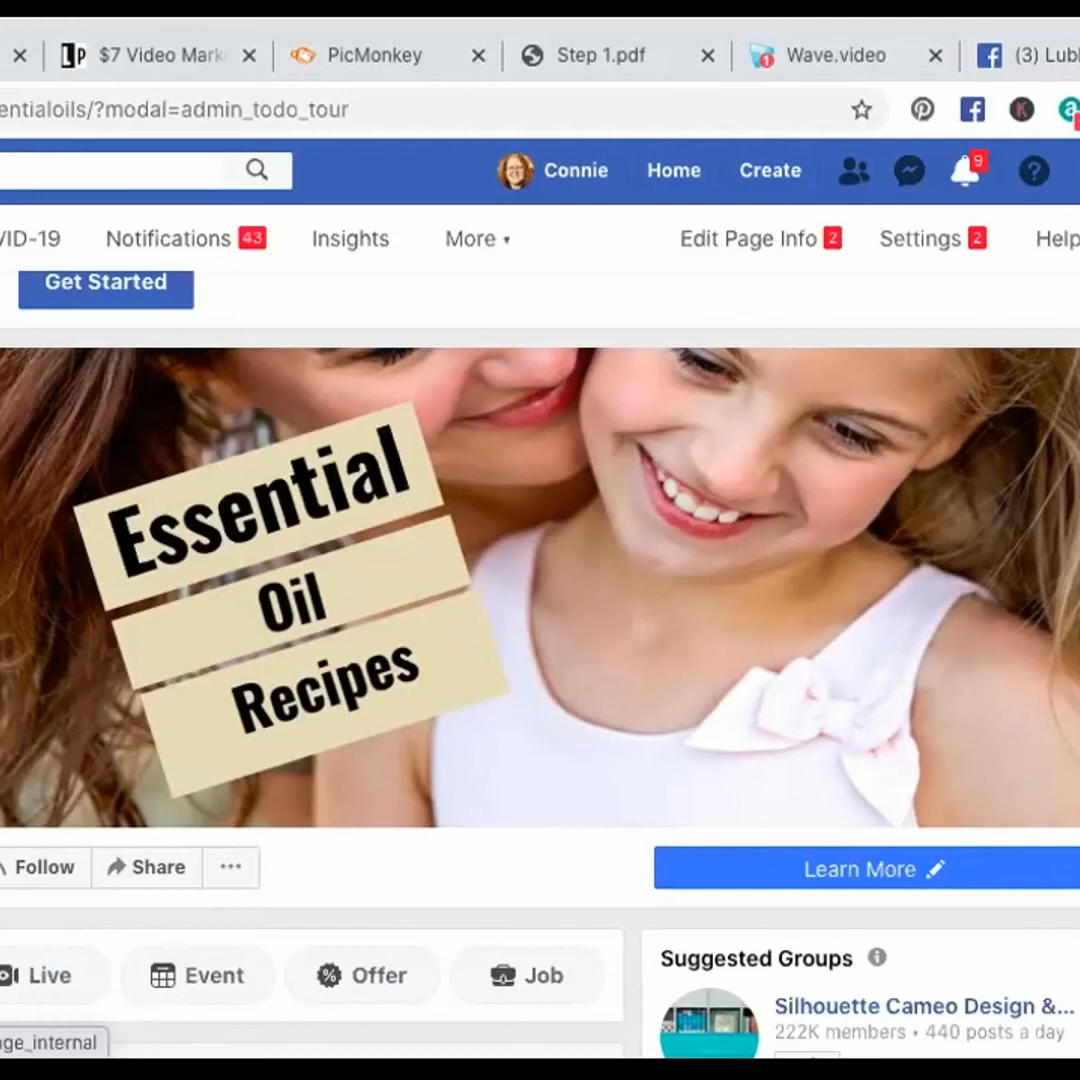 $7 Video Mark
PicMonkey
Step 1.pdf
Wave.video
(3) Lub
entialoils/?modal=admin_todo_tour
Connie Home Create 9
VID-19 Notifications 43 Insights More Edit Page Info 2 Settings 2 Help
Get Started
Essential
Oil
Recipes
Follow Share ...
Learn More
Live Event Offer Job
Suggested Groups
Silhouette Cameo Design &...
222K members • 440 posts a day
ge_internal